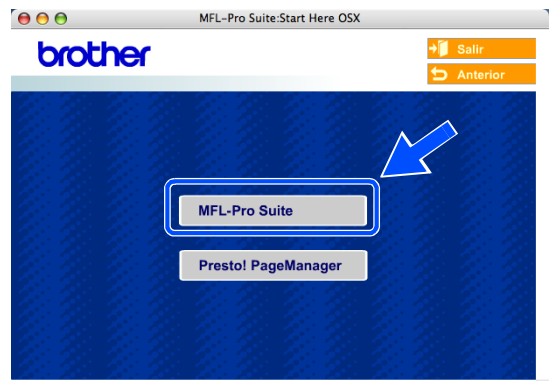 MFL-Pro Suite:Start Here OSX
brother
Salir
Anterior
MFL-Pro Suite
Presto! PageManager